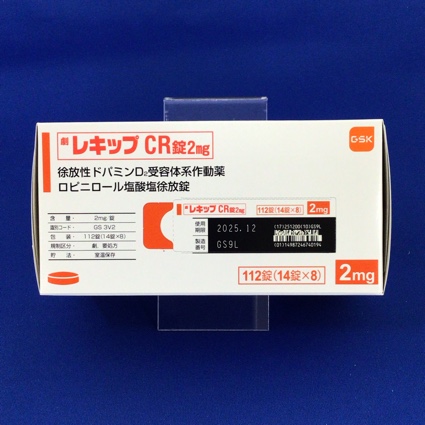 劇 レキップ CR錠2mg
GSK
徐放性ドパミンD₂受容体系作動薬
ロピニロール塩酸塩徐放錠
含量： 2mg 錠
識別コード： GS 3V2
包装： 112錠(14錠×8)
規制区分： 劇、要処方
貯法： 室温保存
劇 レキップ CR錠2mg 112錠(14錠×8) 2mg
使用期限 2025.12
製造番号 GS9L
(17)251200(10)GS9L
(01)14987246740194
112錠(14錠×8) 2mg